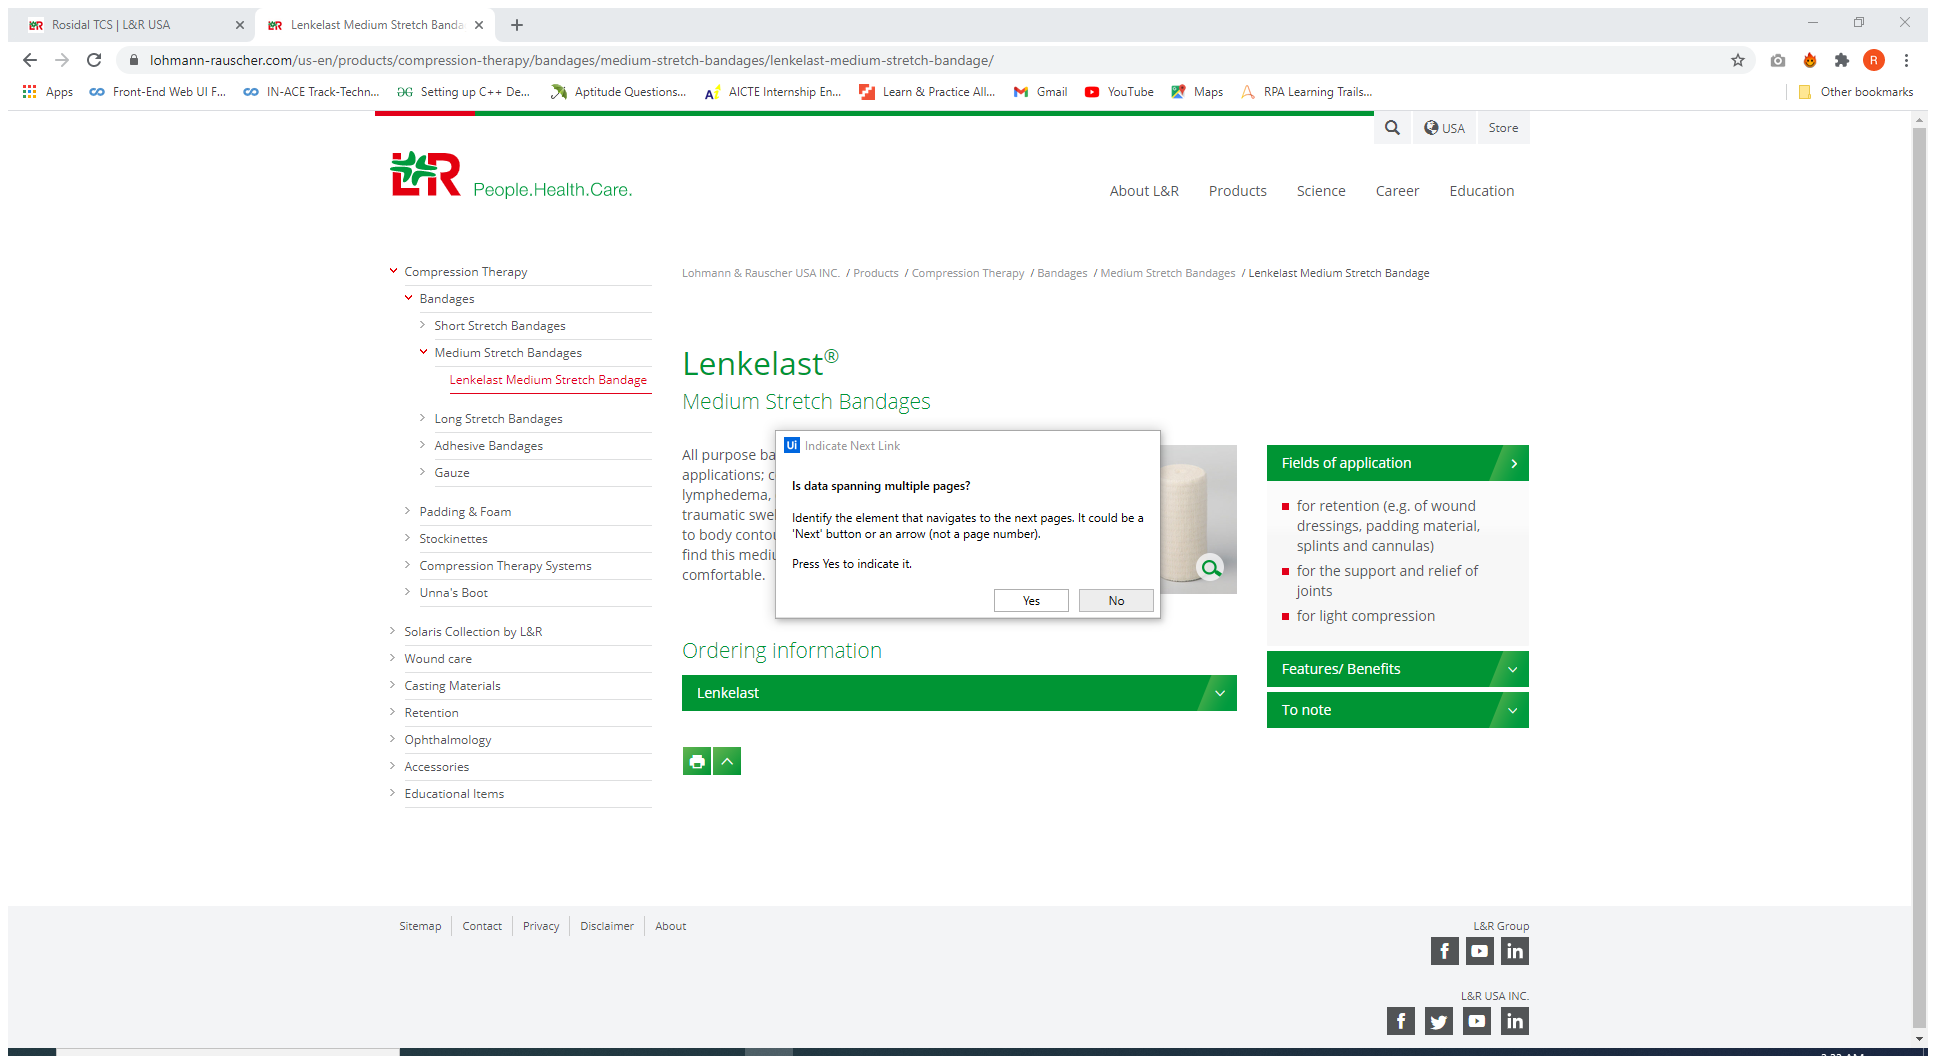 Rosidal TCS | L&R USA
Lenkelast Medium Stretch Banda
lohmann-rauscher.com/us-en/products/compression-therapy/bandages/medium-stretch-bandages/lenkelast-medium-stretch-bandage/
R
Apps
Front-End Web UI F...
IN-ACE Track-Techn...
Setting up C++ De...
Aptitude Questions...
AICTE Internship En...
Learn & Practice All...
Gmail
YouTube
Maps
RPA Learning Trails...
Other bookmarks
USA
Store
L&R
People.Health.Care.
About L&R
Products
Science
Career
Education
Compression Therapy
Bandages
Short Stretch Bandages
Medium Stretch Bandages
Lenkelast Medium Stretch Bandage
Long Stretch Bandages
Adhesive Bandages
Gauze
Padding & Foam
Stockinettes
Compression Therapy Systems
Unna's Boot
Solaris Collection by L&R
Wound care
Casting Materials
Retention
Ophthalmology
Accessories
Educational Items
Lohmann & Rauscher USA INC. / Products / Compression Therapy / Bandages / Medium Stretch Bandages / Lenkelast Medium Stretch Bandage
Lenkelast®
Medium Stretch Bandages
All purpose ba
applications; c
lymphedema,
traumatic swel
to body contou
find this mediu
comfortable.
Ui Indicate Next Link
Is data spanning multiple pages?
Identify the element that navigates to the next pages. It could be a
'Next' button or an arrow (not a page number).
Press Yes to indicate it.
Yes
No
Ordering information
Lenkelast
Fields of application
for retention (e.g. of wound
dressings, padding material,
splints and cannulas)
for the support and relief of
joints
for light compression
Features/ Benefits
To note
Sitemap
Contact
Privacy
Disclaimer
About
L&R Group
L&R USA INC.